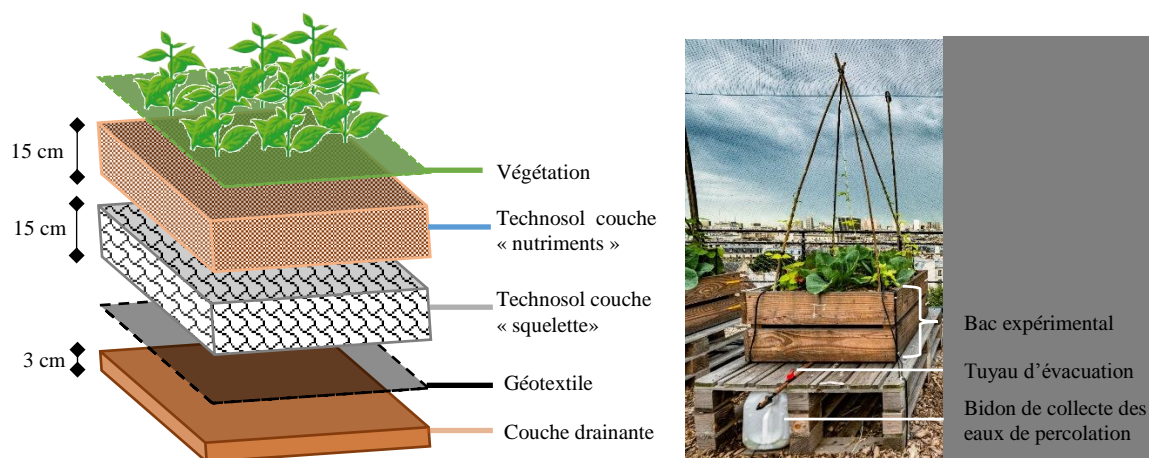 15 cm
15 cm
3 cm
Végétation
Technosol couche
« nutriments »
Technosol couche
« squelette»
Géotextile
Couche drainante
Bac expérimental
Tuyau d’évacuation
Bidon de collecte des
eaux de percolation